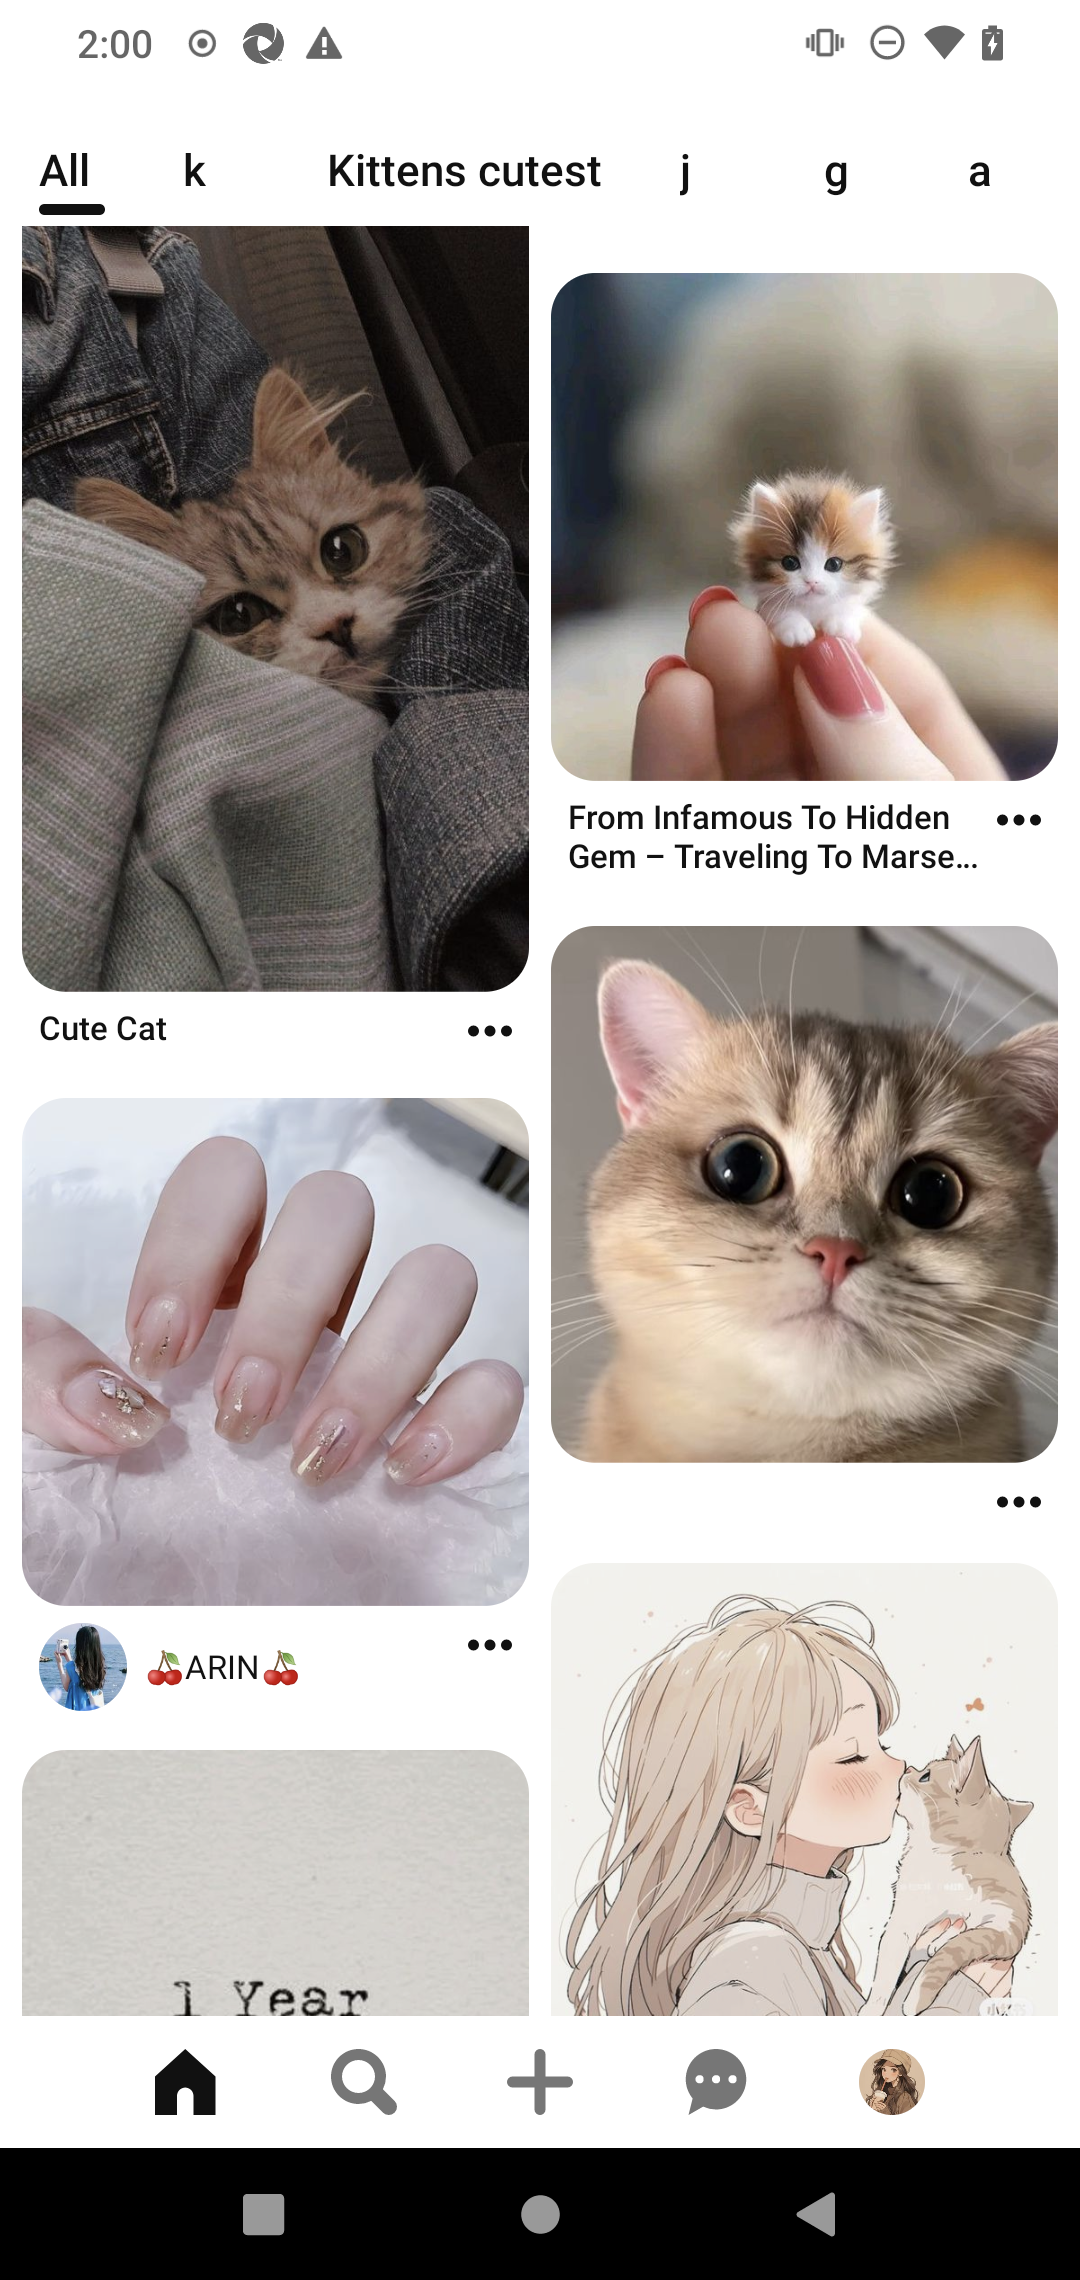 2:00
All k Kittens cutest j g a
From Infamous To Hidden
Gem – Traveling To Marse...
Cute Cat
🍒ARIN🍒
1 Year